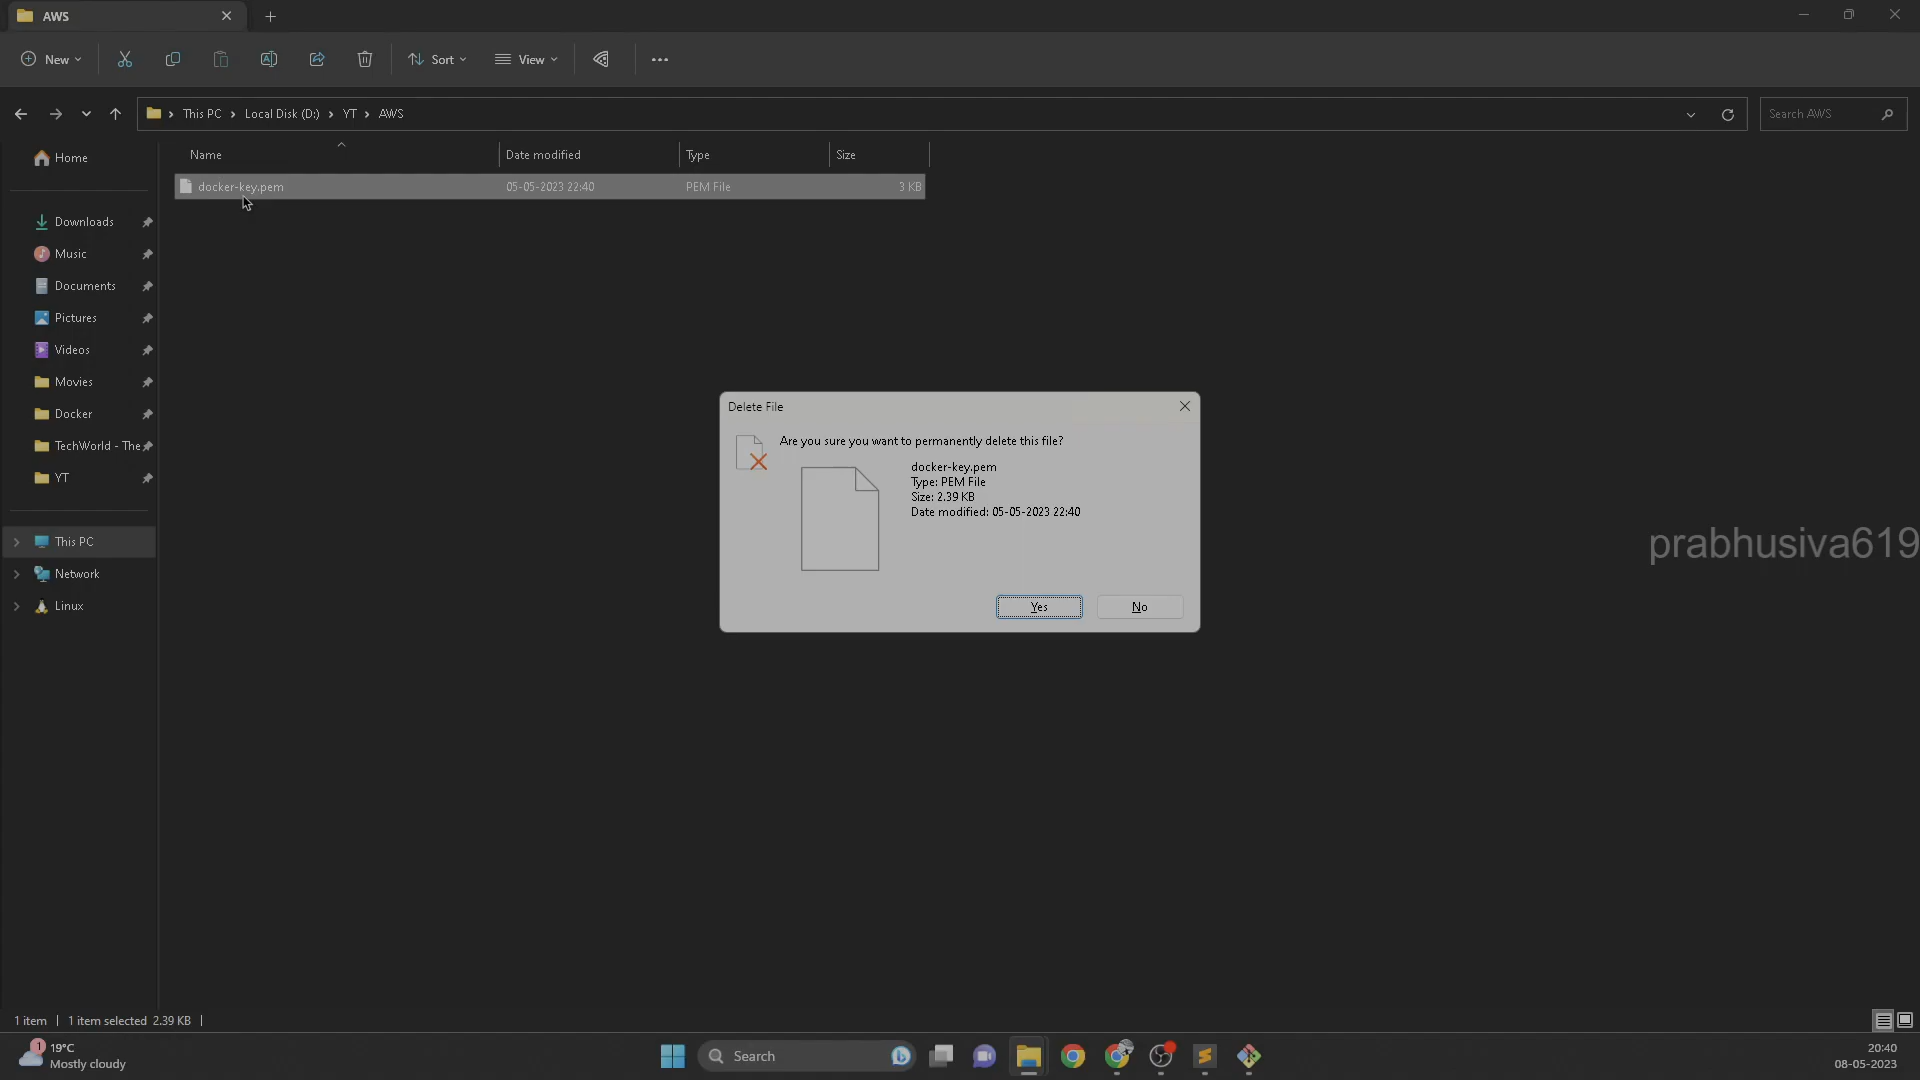 AWS
New
Sort
View
This PC > Local Disk (D:) > YT > AWS
Search AWS
Home
Name
Date modified
Type
Size
docker-key.pem
05-05-2023 22:40
PEM File
3 KB
Downloads
Music
Documents
Pictures
Videos
Movies
Docker
TechWorld - The
YT
This PC
Network
Linux
Delete File
Are you sure you want to permanently delete this file?
docker-key.pem
Type: PEM File
Size: 2.39 KB
Date modified: 05-05-2023 22:40
Yes
No
prabhusiva619
1 item
1 item selected 2.39 KB
1
19°C
Mostly cloudy
Search
20:40
08-05-2023